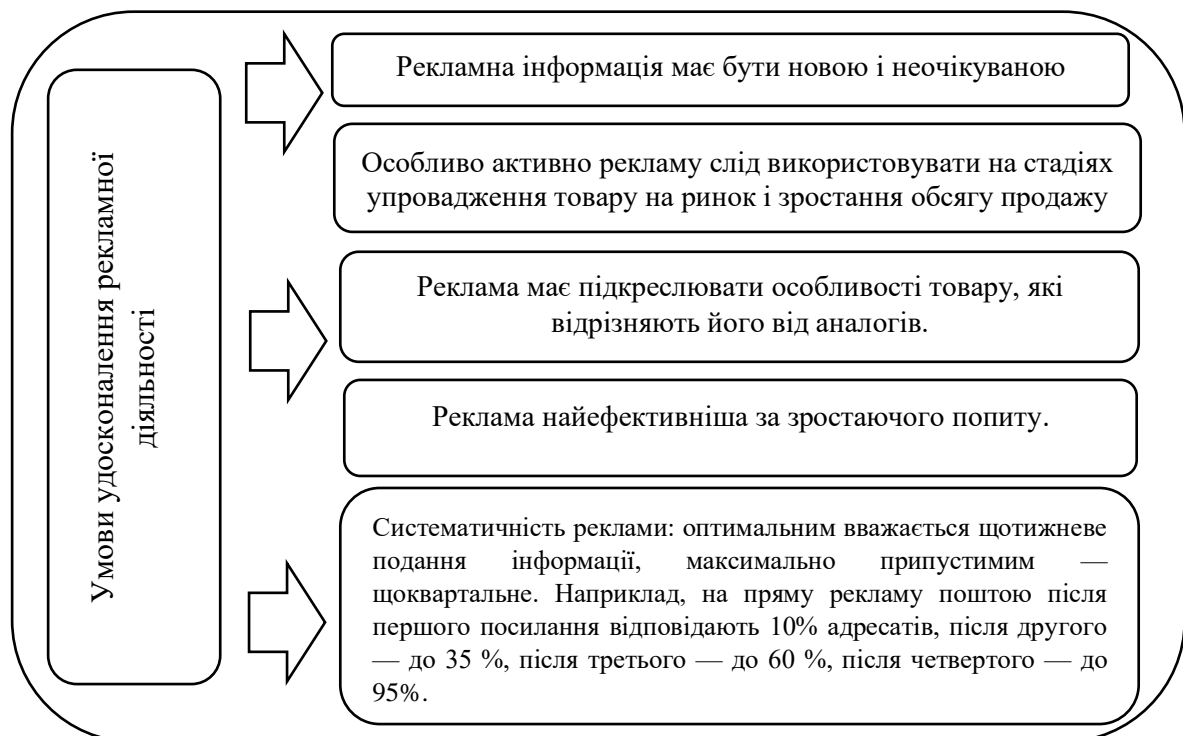 Умови удосконалення рекламної
діяльності
Рекламна інформація має бути новою і неочікуваною
Особливо активно рекламу слід використовувати на стадіях
упровадження товару на ринок і зростання обсягу продажу
Реклама має підкреслювати особливості товару, які
відрізняють його від аналогів.
Реклама найефективніша за зростаючого попиту.
Систематичність реклами: оптимальним вважається щотижневе
подання інформації, максимально припустимим —
щоквартальне. Наприклад, на пряму рекламу поштою після
першого посилання відповідають 10% адресатів, після другого
— до 35 %, після третього — до 60 %, після четвертого — до
95%.